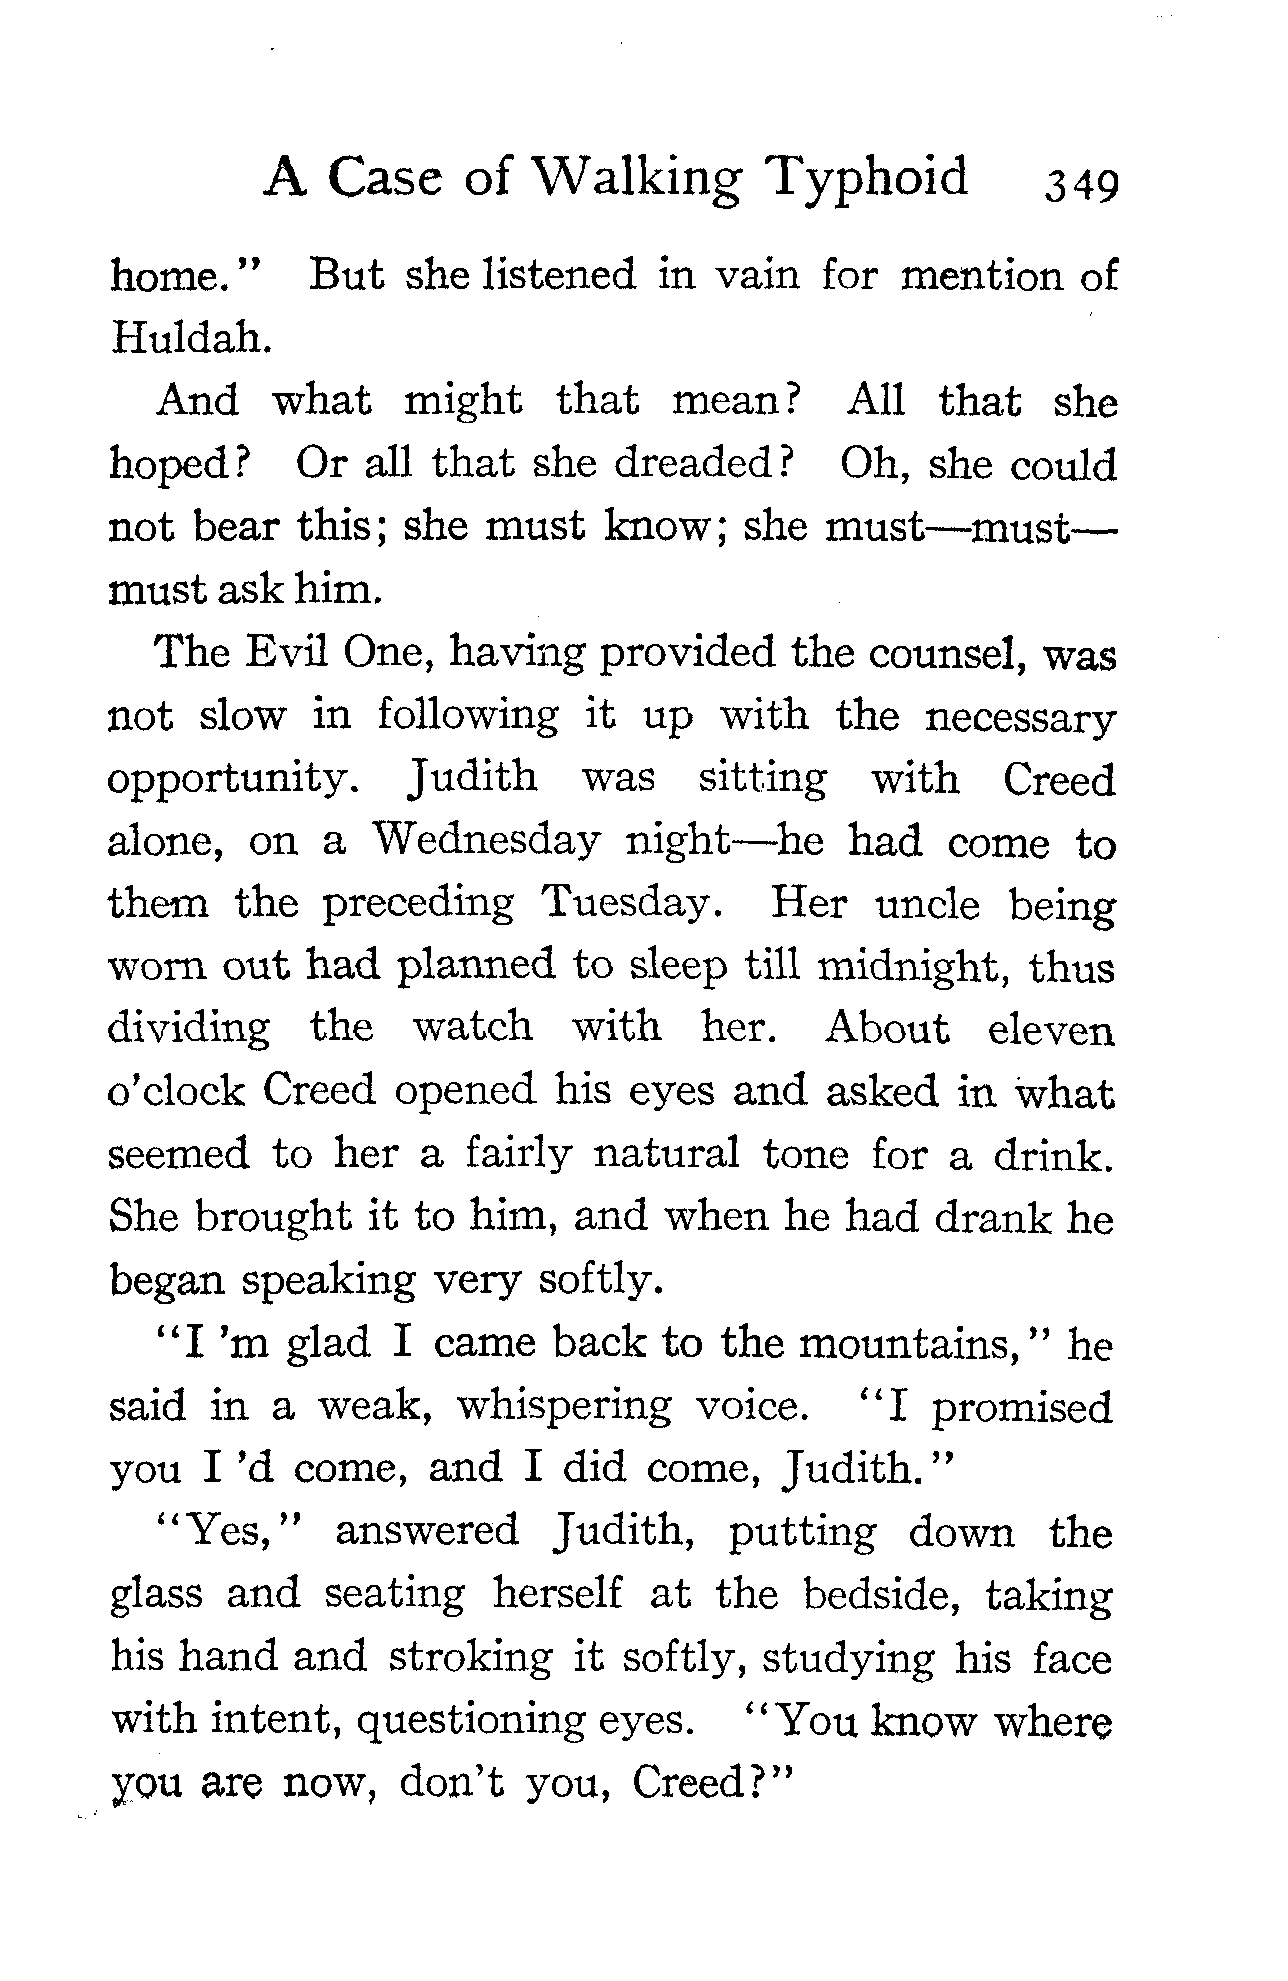 A Case of Walking Typhoid 349
home." But she listened in vain for mention of
Huldah.
And what might that mean? All that she
hoped? Or all that she dreaded? Oh, she could
not bear this; she must know; she must—must—
must ask him.
The Evil One, having provided the counsel, was
not slow in following it up with the necessary
opportunity. Judith was sitting with Creed
alone, on a Wednesday night—he had come to
them the preceding Tuesday. Her uncle being
worn out had planned to sleep till midnight, thus
dividing the watch with her. About eleven
o'clock Creed opened his eyes and asked in what
seemed to her a fairly natural tone for a drink.
She brought it to him, and when he had drank he
began speaking very softly.
"I 'm glad I came back to the mountains," he
said in a weak, whispering voice. "I promised
you I 'd come, and I did come, Judith."
"Yes," answered Judith, putting down the
glass and seating herself at the bedside, taking
his hand and stroking it softly, studying his face
with intent, questioning eyes. "You know where
you are now, don't you, Creed?"